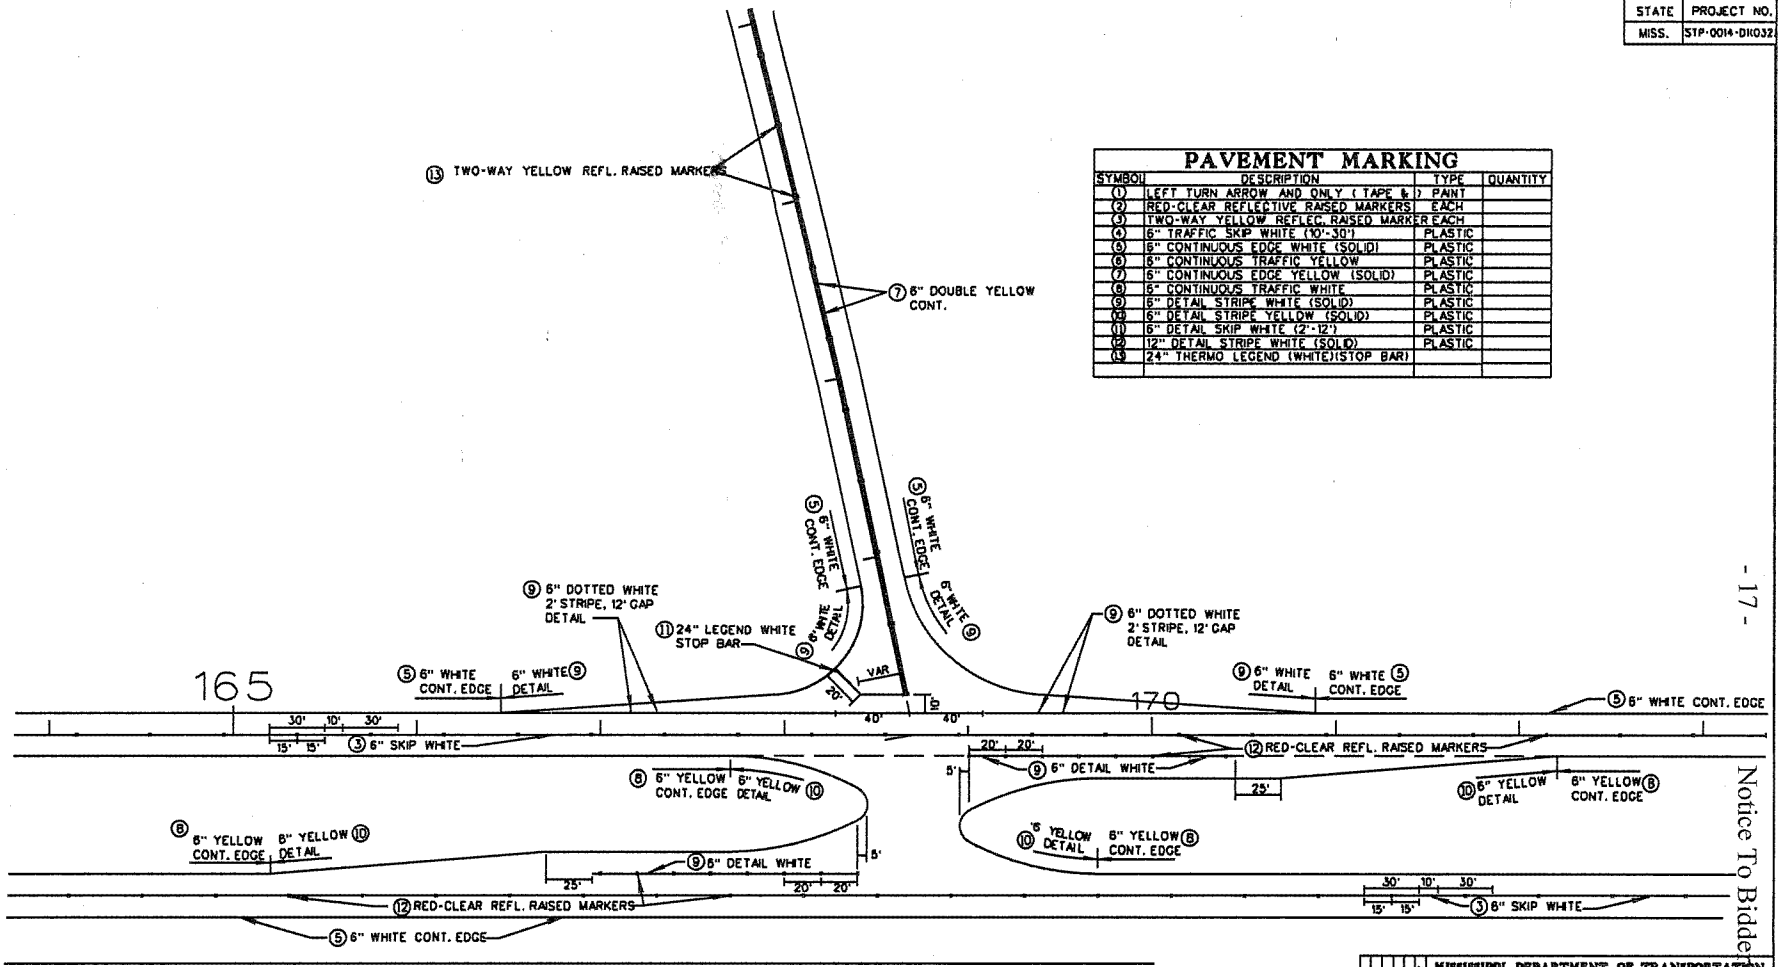 STATE PROJECT NO.
MISS. STP-0014-D1(032)
⑬ TWO-WAY YELLOW REFL. RAISED MARKERS
⑦ 6" DOUBLE YELLOW
CONT.
PAVEMENT MARKING
SYMBOL DESCRIPTION TYPE QUANTITY
① LEFT TURN ARROW AND ONLY ( TAPE & ) PAINT
② RED-CLEAR REFLECTIVE RAISED MARKERS EACH
③ TWO-WAY YELLOW REFLEC. RAISED MARKER EACH
④ 6" TRAFFIC SKIP WHITE (10'-30') PLASTIC
⑤ 6" CONTINUOUS EDGE WHITE (SOLID) PLASTIC
⑥ 6" CONTINUOUS TRAFFIC YELLOW PLASTIC
⑦ 6" CONTINUOUS EDGE YELLOW (SOLID) PLASTIC
⑧ 6" CONTINUOUS TRAFFIC WHITE PLASTIC
⑨ 6" DETAIL STRIPE WHITE (SOLID) PLASTIC
⑩ 6" DETAIL STRIPE YELLOW (SOLID) PLASTIC
⑪ 6" DETAIL SKIP WHITE (2'-12') PLASTIC
⑫ 12" DETAIL STRIPE WHITE (SOLID) PLASTIC
⑬ 24" THERMO LEGEND (WHITE)(STOP BAR)
⑤ 6" WHITE
CONT. EDGE
⑤ 6" WHITE
CONT. EDGE
⑨ 6" WHITE
DETAIL
6" WHITE ⑨
DETAIL
⑨ 6" DOTTED WHITE
2' STRIPE, 12' GAP
DETAIL
⑪ 24" LEGEND WHITE
STOP BAR
VAR
20'
10'
⑨ 6" DOTTED WHITE
2' STRIPE, 12' GAP
DETAIL
- 17 -
165
⑤ 6" WHITE
CONT. EDGE
6" WHITE ⑨
DETAIL
170
⑨ 6" WHITE
DETAIL
6" WHITE ⑤
CONT. EDGE
⑤ 6" WHITE CONT. EDGE
30' 10' 30'
15' 15'
③ 6" SKIP WHITE
40' 40'
20' 20'
⑫ RED-CLEAR REFL. RAISED MARKERS
⑨ 6" DETAIL WHITE
⑧ 6" YELLOW
CONT. EDGE
6" YELLOW ⑩
DETAIL
5'
25'
⑩ 6" YELLOW
DETAIL
6" YELLOW ⑧
CONT. EDGE
⑧ 6" YELLOW
CONT. EDGE
6" YELLOW ⑩
DETAIL
⑩ 6" YELLOW
DETAIL
6" YELLOW ⑧
CONT. EDGE
5'
⑨ 6" DETAIL WHITE
25'
20' 20'
30' 10' 30'
15' 15'
⑫ RED-CLEAR REFL. RAISED MARKERS
③ 6" SKIP WHITE
⑤ 6" WHITE CONT. EDGE
Notice To Bidde
MISSISSIPPI DEPARTMENT OF TRANSPORTATION